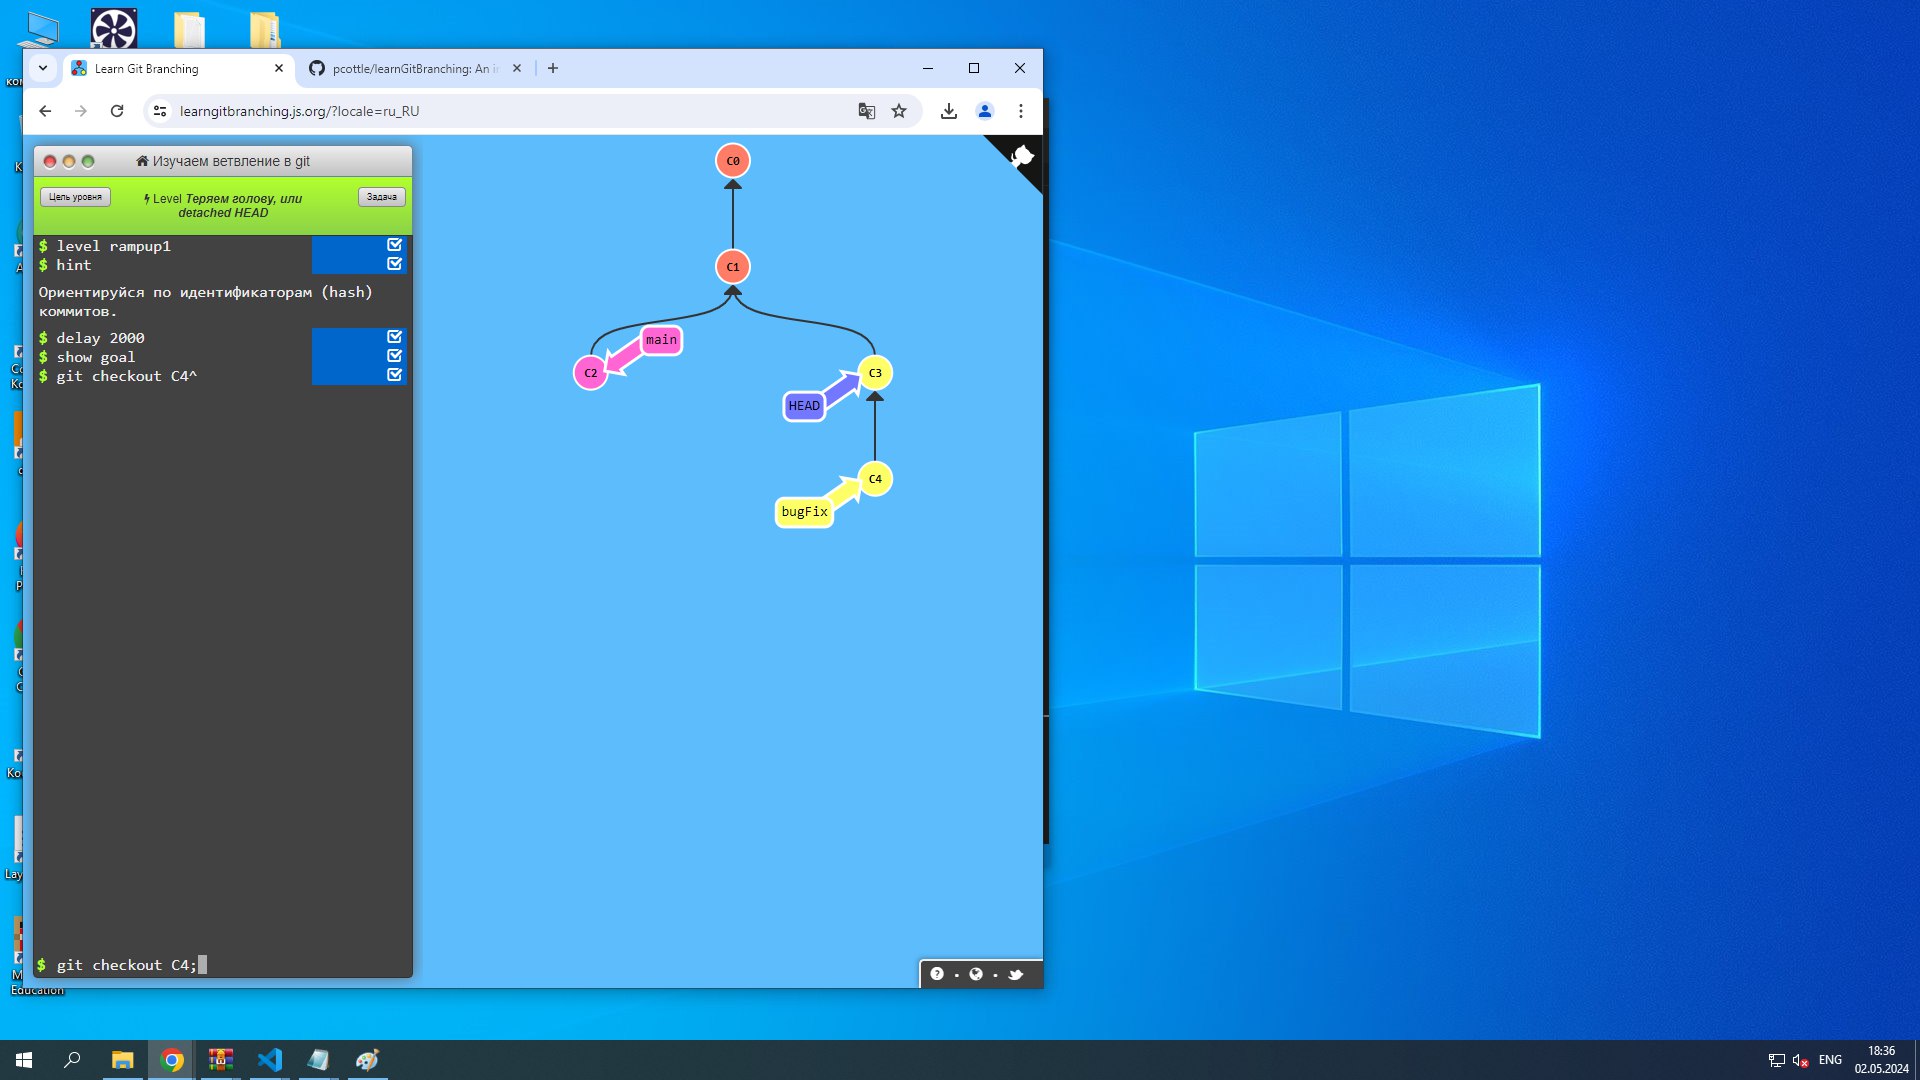 Learn Git Branching
pcottle/learnGitBranching: An i
learngitbranching.js.org/?locale=ru_RU
Изучаем ветвление в git
Цель уровня
Level Теряем голову, или
detached HEAD
Задача
$ level rampup1
$ hint
Ориентируйся по идентификаторам (hash)
коммитов.
$ delay 2000
$ show goal
$ git checkout C4^
$ git checkout C4;
C0
C1
main
C2
C3
HEAD
C4
bugFix
Education
ENG
18:36
02.05.2024